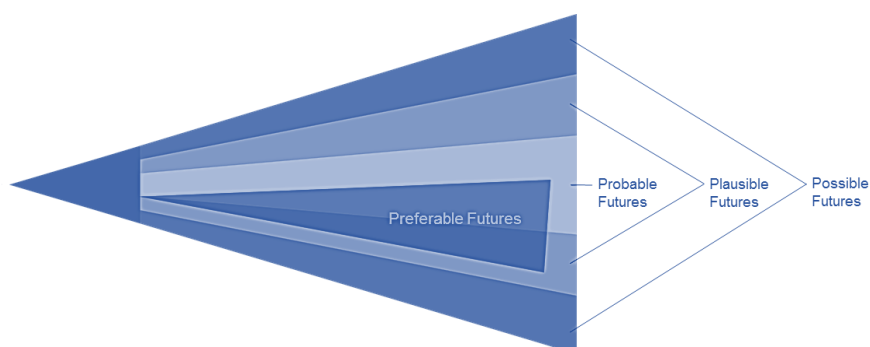 Probable
Futures
Plausible
Futures
Possible
Futures
Preferable Futures